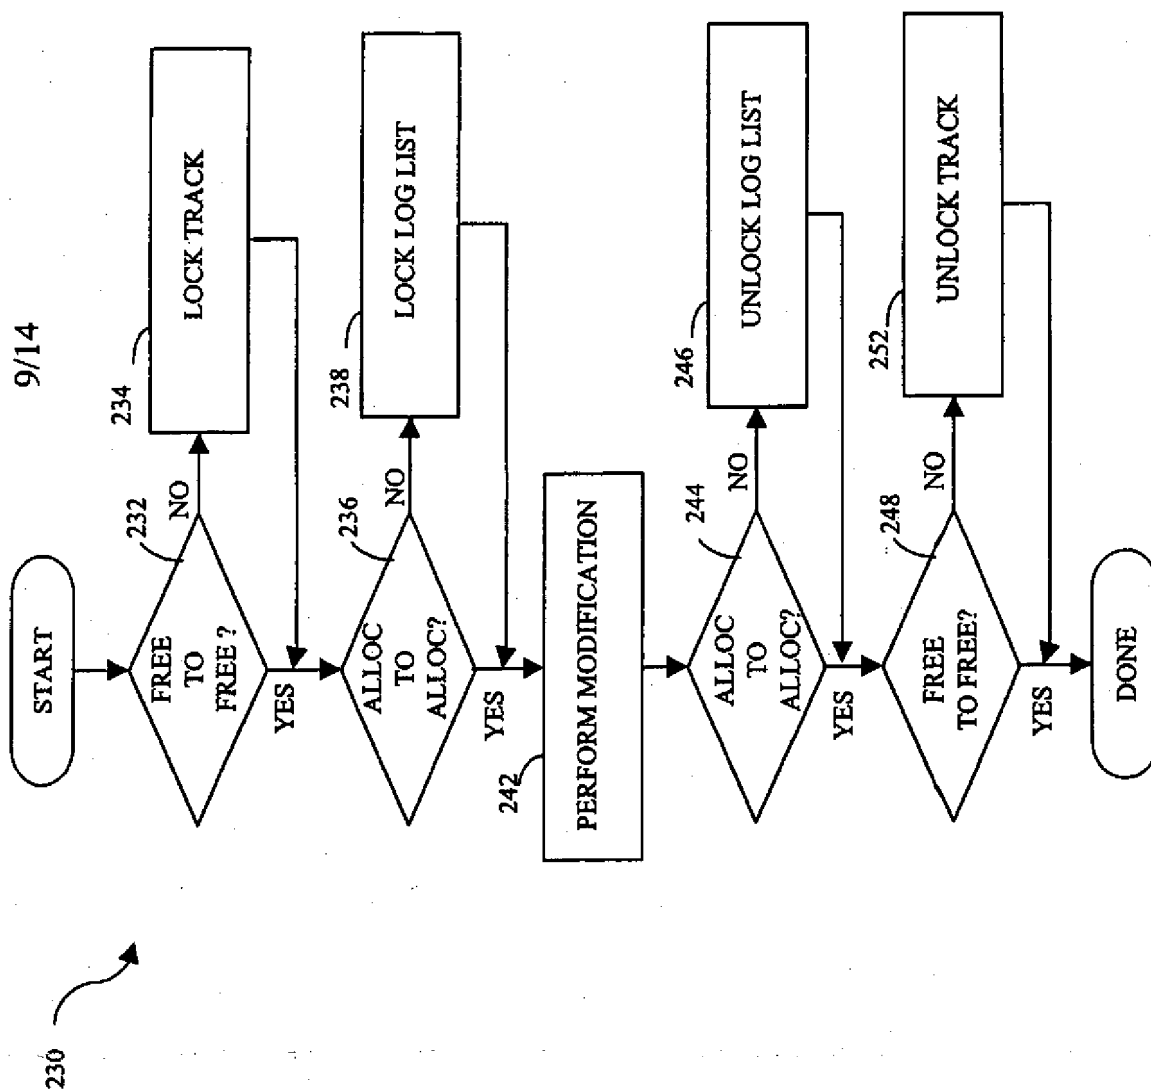 9/14
230
START
232
FREE
TO
FREE ?
NO
YES
234
LOCK TRACK
236
ALLOC
TO
ALLOC?
NO
YES
238
LOCK LOG LIST
242
PERFORM MODIFICATION
244
ALLOC
TO
ALLOC?
NO
YES
246
UNLOCK LOG LIST
248
FREE
TO FREE?
NO
YES
252
UNLOCK TRACK
DONE